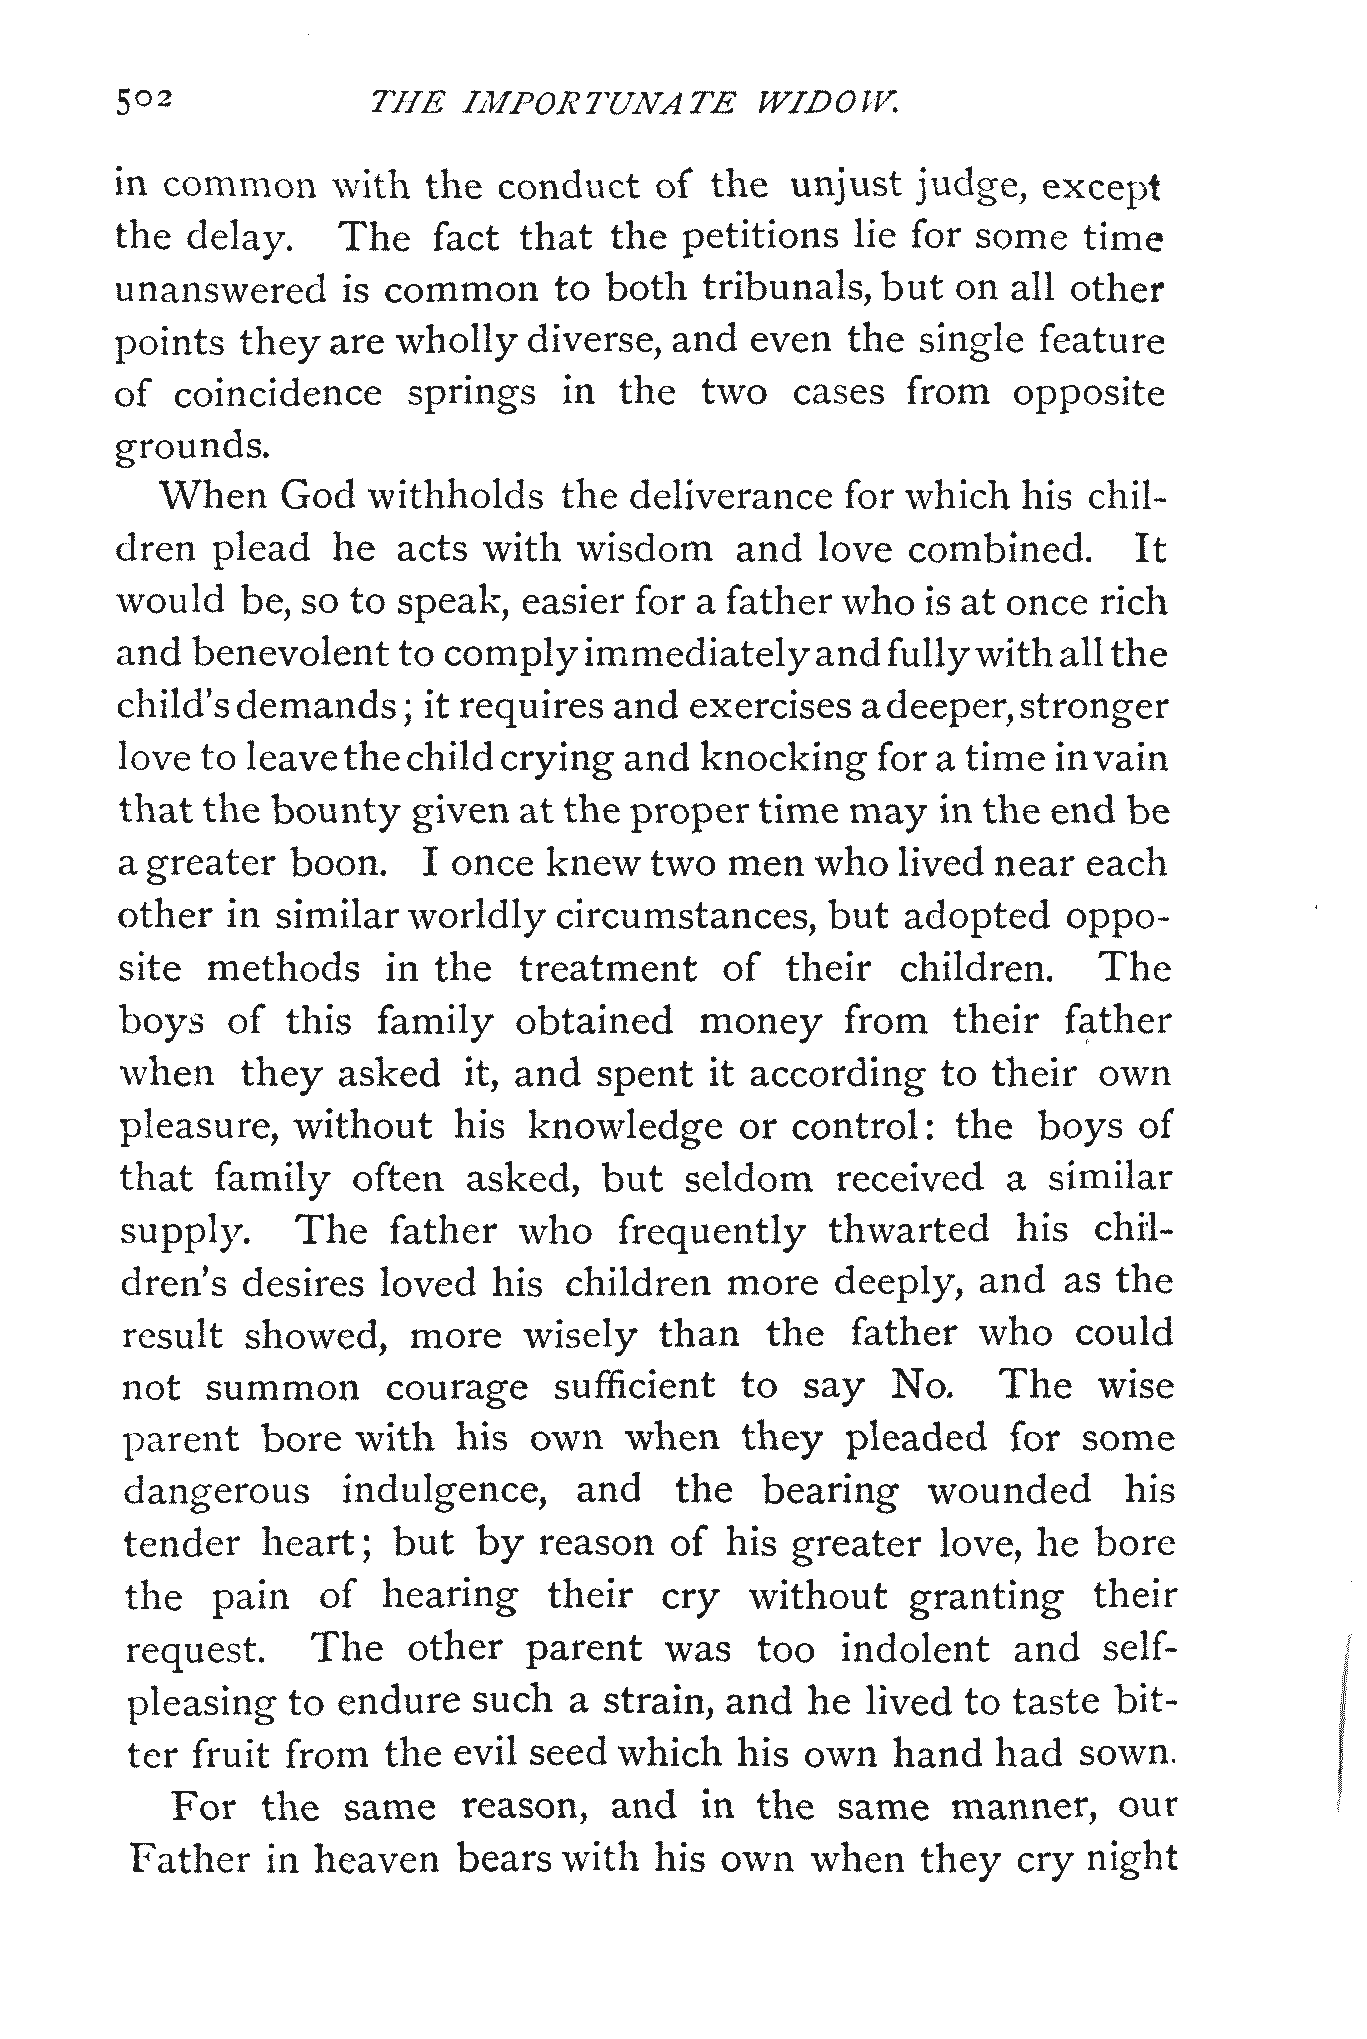 502 THE IMPORTUNATE WIDOW.
in common with the conduct of the unjust judge, except
the delay. The fact that the petitions lie for some time
unanswered is common to both tribunals, but on all other
points they are wholly diverse, and even the single feature
of coincidence springs in the two cases from opposite
grounds.
When God withholds the deliverance for which his chil-
dren plead he acts with wisdom and love combined. It
would be, so to speak, easier for a father who is at once rich
and benevolent to comply immediately and fully with all the
child's demands; it requires and exercises a deeper, stronger
love to leave the child crying and knocking for a time in vain
that the bounty given at the proper time may in the end be
a greater boon. I once knew two men who lived near each
other in similar worldly circumstances, but adopted oppo-
site methods in the treatment of their children. The
boys of this family obtained money from their father
when they asked it, and spent it according to their own
pleasure, without his knowledge or control: the boys of
that family often asked, but seldom received a similar
supply. The father who frequently thwarted his chil-
dren's desires loved his children more deeply, and as the
result showed, more wisely than the father who could
not summon courage sufficient to say No. The wise
parent bore with his own when they pleaded for some
dangerous indulgence, and the bearing wounded his
tender heart; but by reason of his greater love, he bore
the pain of hearing their cry without granting their
request. The other parent was too indolent and self-
pleasing to endure such a strain, and he lived to taste bit-
ter fruit from the evil seed which his own hand had sown.
For the same reason, and in the same manner, our
Father in heaven bears with his own when they cry night